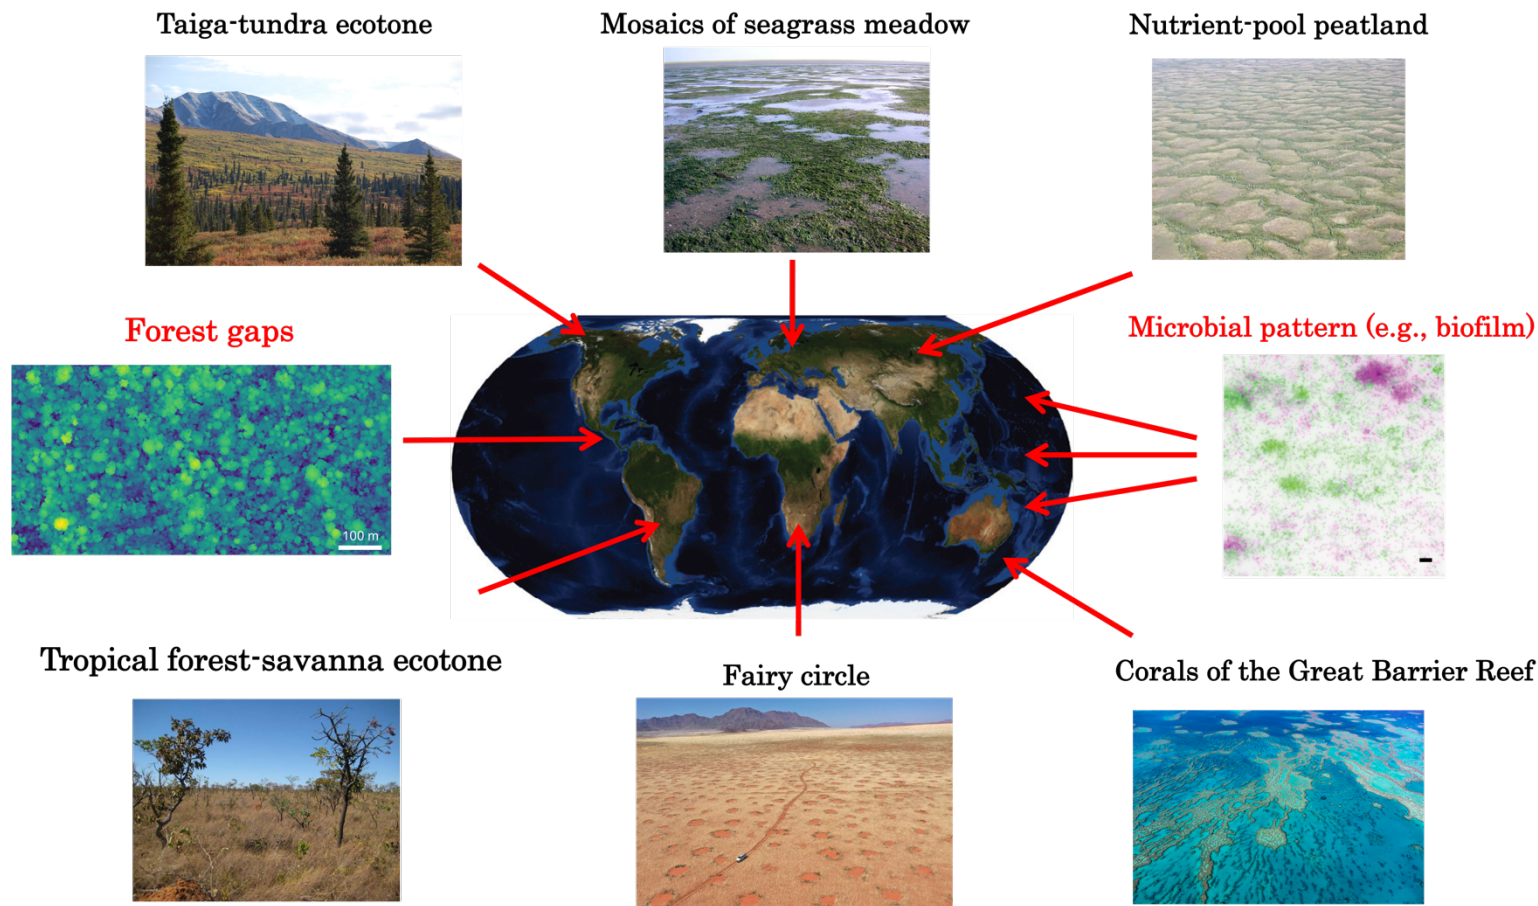 Taiga-tundra ecotone
Mosaics of seagrass meadow
Nutrient-pool peatland
Forest gaps
Microbial pattern (e.g., biofilm)
100 m
Tropical forest-savanna ecotone
Fairy circle
Corals of the Great Barrier Reef